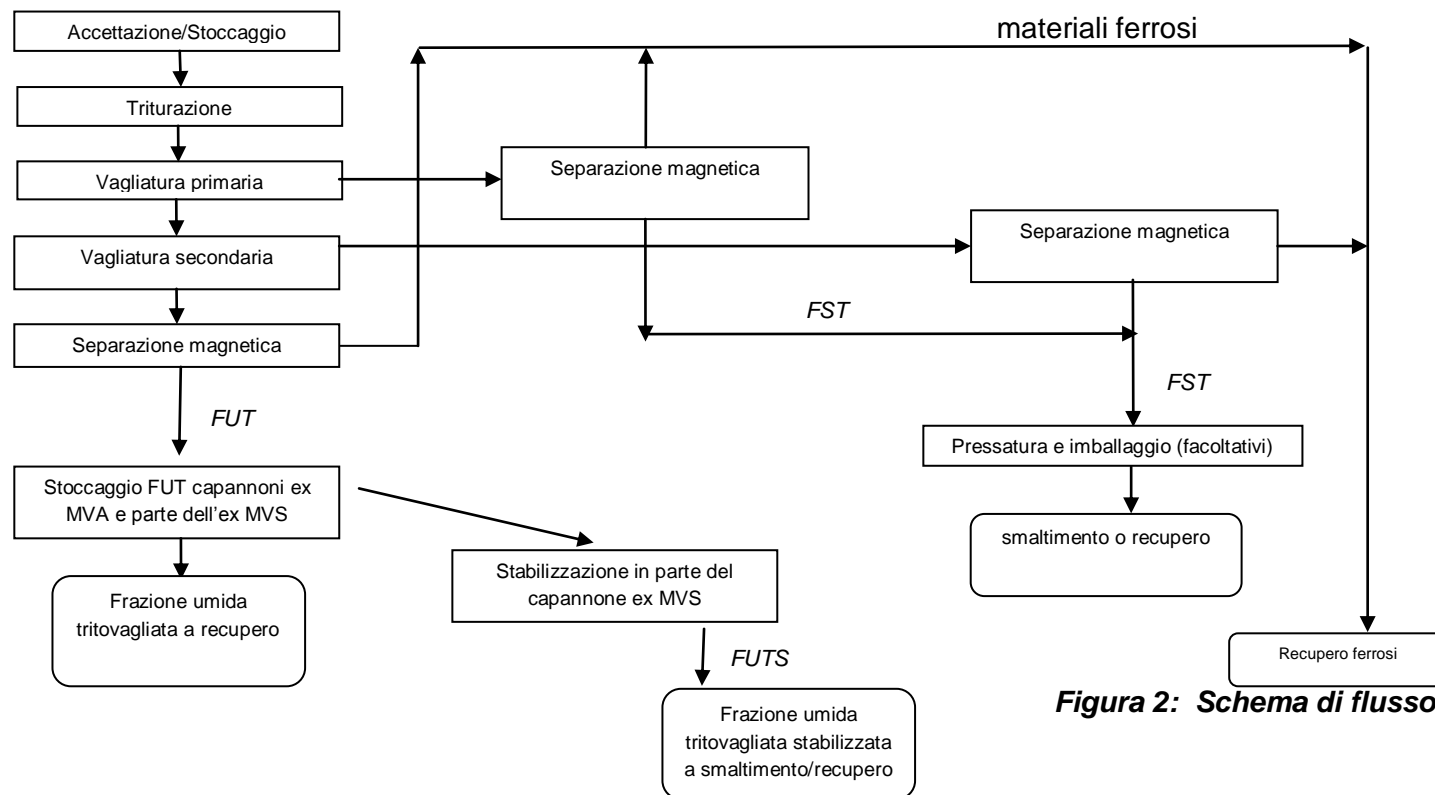 Accettazione/Stoccaggio
materiali ferrosi
Triturazione
Vagliatura primaria
Separazione magnetica
Vagliatura secondaria
Separazione magnetica
Separazione magnetica
FST
FST
FUT
Pressatura e imballaggio (facoltativi)
Stoccaggio FUT capannoni ex
MVA e parte dell’ex MVS
smaltimento o recupero
Stabilizzazione in parte del
capannone ex MVS
Frazione umida
tritovagliata a recupero
FUTS
Recupero ferrosi
Figura 2: Schema di flusso
Frazione umida
tritovagliata stabilizzata
a smaltimento/recupero